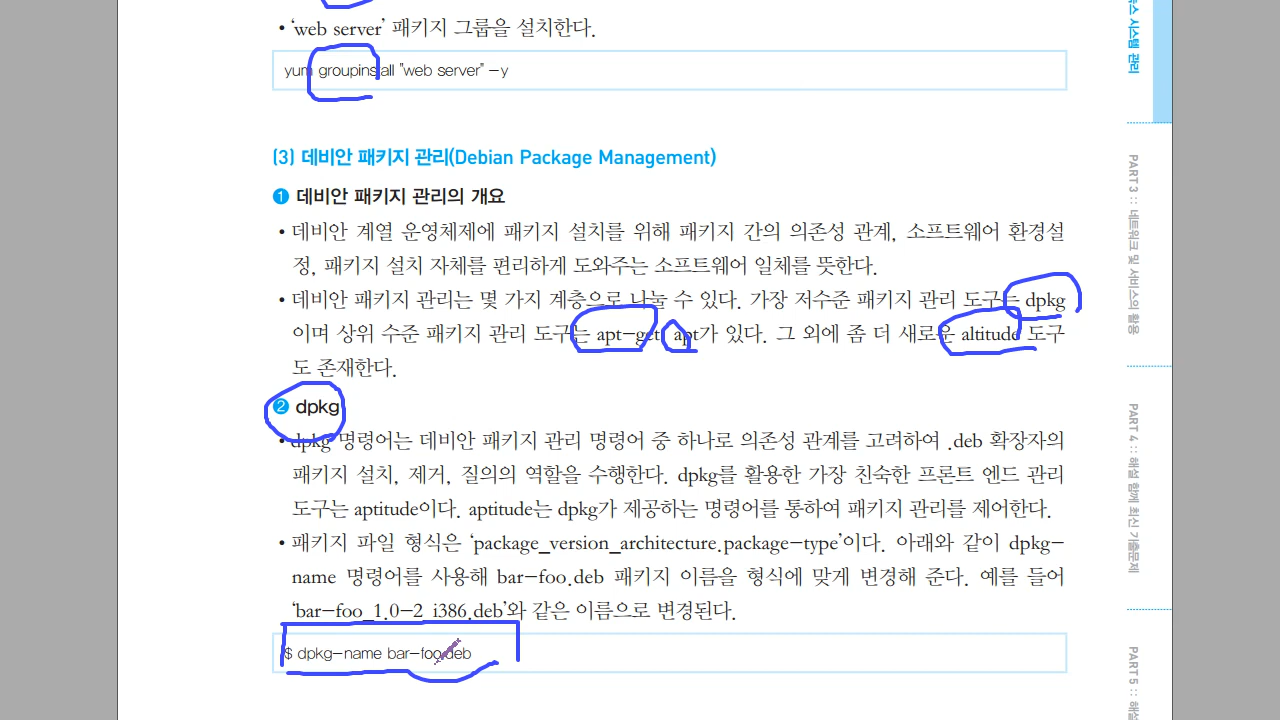 • ‘web server’ 패키지 그룹을 설치한다.
yum groupinstall "web server" -y
(3) 데비안 패키지 관리(Debian Package Management)
❶ 데비안 패키지 관리의 개요
• 데비안 계열 운영체제에 패키지 설치를 위해 패키지 간의 의존성 관계, 소프트웨어 환경설
정, 패키지 설치 자체를 편리하게 도와주는 소프트웨어 일체를 뜻한다.
• 데비안 패키지 관리는 몇 가지 계층으로 나눌 수 있다. 가장 저수준 패키지 관리 도구는 dpkg
이며 상위 수준 패키지 관리 도구는 apt-get, apt가 있다. 그 외에 좀 더 새로운 altitude 도구
도 존재한다.
❷ dpkg
• dpkg 명령어는 데비안 패키지 관리 명령어 중 하나로 의존성 관계를 고려하여 .deb 확장자의
패키지 설치, 제거, 질의의 역할을 수행한다. dpkg를 활용한 가장 친숙한 프론트 엔드 관리
도구는 aptitude이다. aptitude는 dpkg가 제공하는 명령어를 통하여 패키지 관리를 제어한다.
• 패키지 파일 형식은 ‘package_version_architecture.package-type’이다. 아래와 같이 dpkg-
name 명령어를 사용해 bar-foo.deb 패키지 이름을 형식에 맞게 변경해 준다. 예를 들어
‘bar-foo_1.0-2_i386.deb’와 같은 이름으로 변경된다.
$ dpkg-name bar-foo.deb
시스템 관리
PART 3 :: 네트워크 및 서비스의 활용
PART 4 :: 해설 함께 최신 기출문제
PART 5 :: 해설